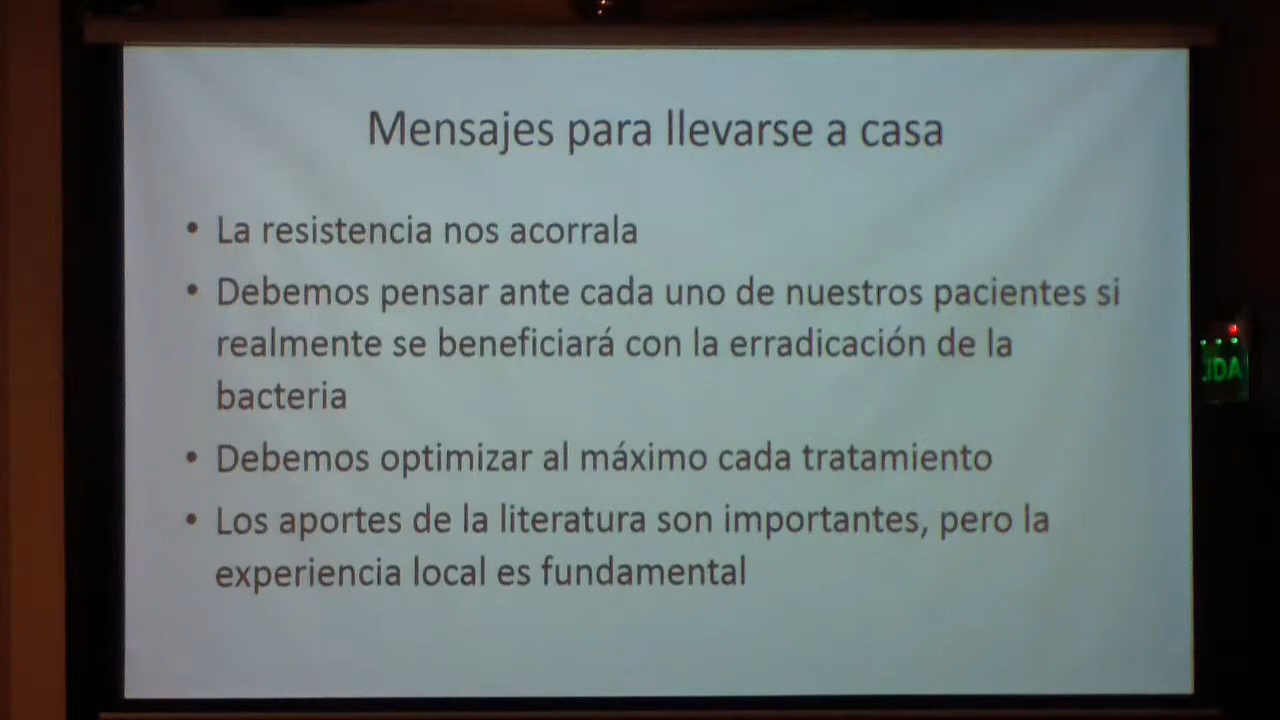 Mensajes para llevarse a casa
• La resistencia nos acorrala
• Debemos pensar ante cada uno de nuestros pacientes si
realmente se beneficiará con la erradicación de la
bacteria
• Debemos optimizar al máximo cada tratamiento
• Los aportes de la literatura son importantes, pero la
experiencia local es fundamental